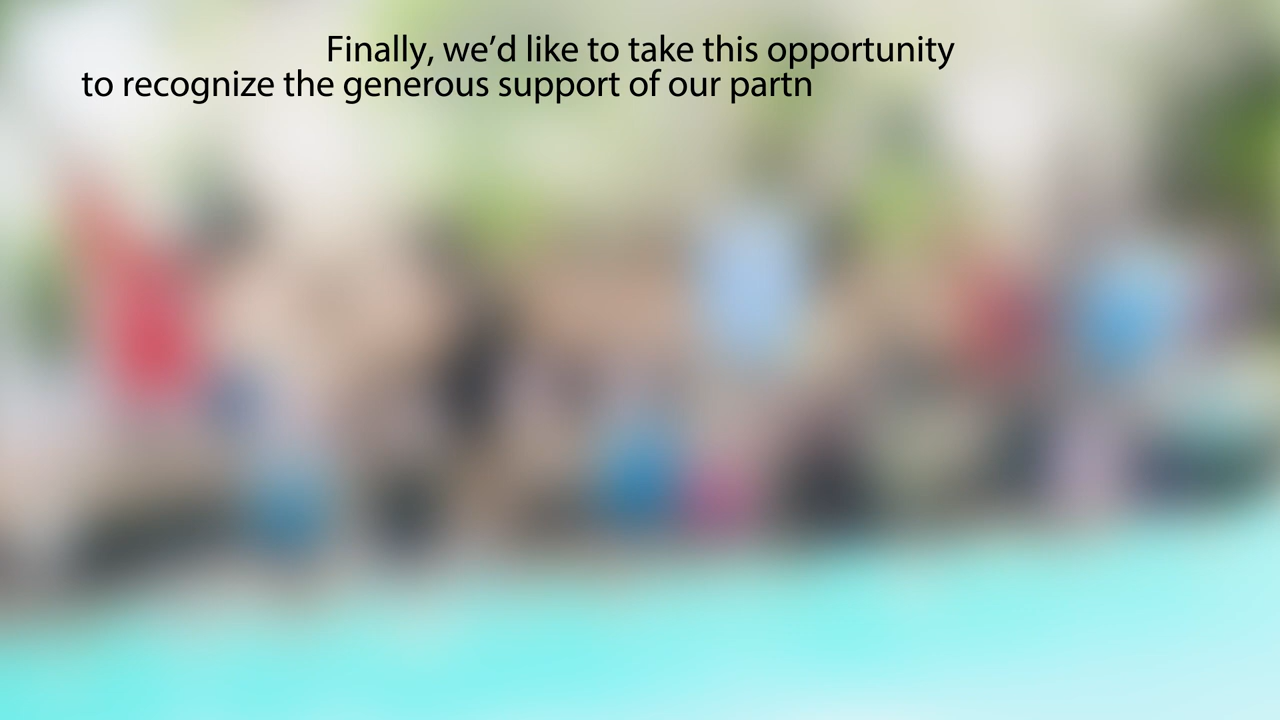 Finally, we’d like to take this opportunity
to recognize the generous support of our partn